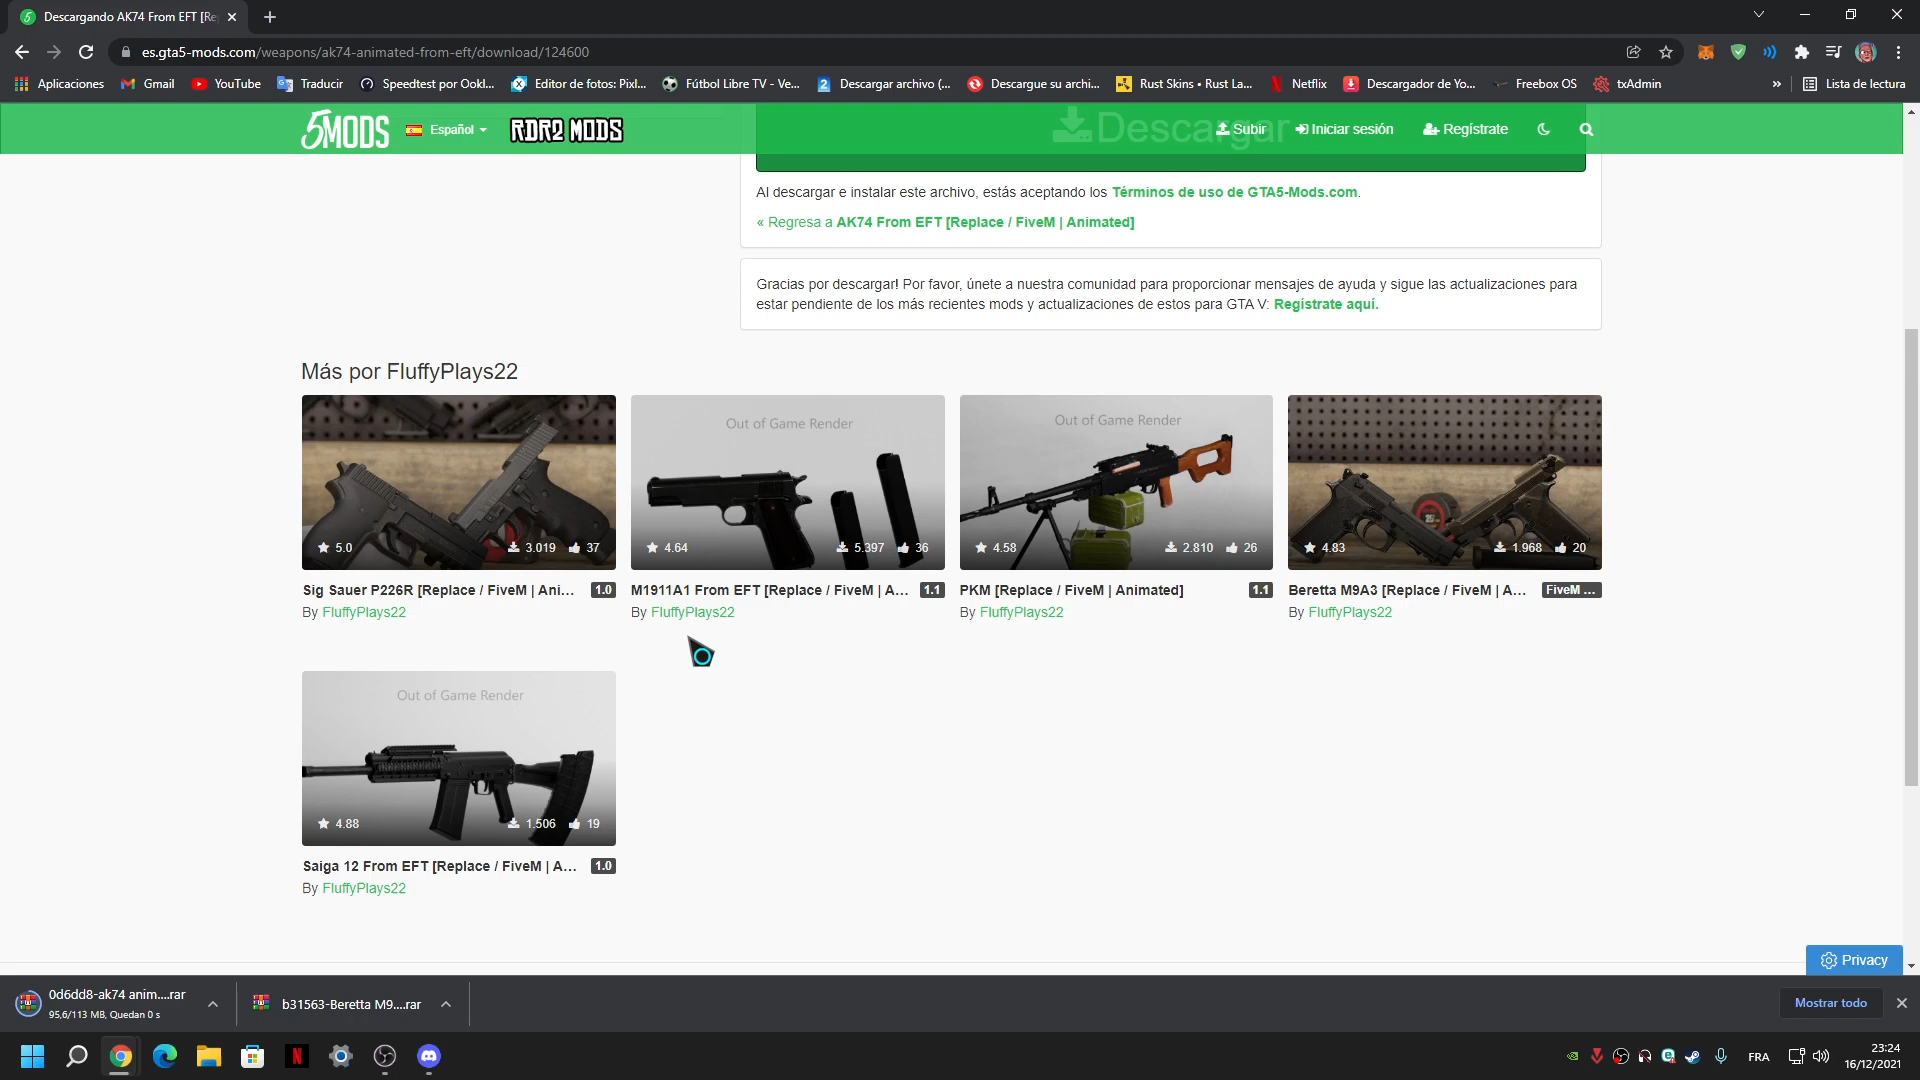 Descargando AK74 From EFT [Re
es.gta5-mods.com/weapons/ak74-animated-from-eft/download/124600
Aplicaciones
Gmail
YouTube
Traducir
Speedtest por Ookl...
Editor de fotos: Pixl...
Fútbol Libre TV - Ve...
Descargar archivo (...
Descargue su archi...
Rust Skins • Rust La...
Netflix
Descargador de Yo...
Freebox OS
txAdmin
»
Lista de lectura
5MODS
Español
RDR2 MODS
Descargar
Subir
Iniciar sesión
Regístrate
Al descargar e instalar este archivo, estás aceptando los Términos de uso de GTA5-Mods.com.
« Regresa a AK74 From EFT [Replace / FiveM | Animated]
Gracias por descargar! Por favor, únete a nuestra comunidad para proporcionar mensajes de ayuda y sigue las actualizaciones para
estar pendiente de los más recientes mods y actualizaciones de estos para GTA V: Regístrate aquí.
Más por FluffyPlays22
5.0 3.019 37
Sig Sauer P226R [Replace / FiveM | Ani... 1.0
By FluffyPlays22
Out of Game Render
4.64 5.397 36
M1911A1 From EFT [Replace / FiveM | A... 1.1
By FluffyPlays22
Out of Game Render
4.58 2.810 26
PKM [Replace / FiveM | Animated] 1.1
By FluffyPlays22
4.83 1.968 20
Beretta M9A3 [Replace / FiveM | A... FiveM ...
By FluffyPlays22
Out of Game Render
4.88 1.506 19
Saiga 12 From EFT [Replace / FiveM | A... 1.0
By FluffyPlays22
Privacy
0d6dd8-ak74 anim....rar
95,6/113 MB, Quedan 0 s
b31563-Beretta M9....rar
Mostrar todo
FRA
23:24
16/12/2021